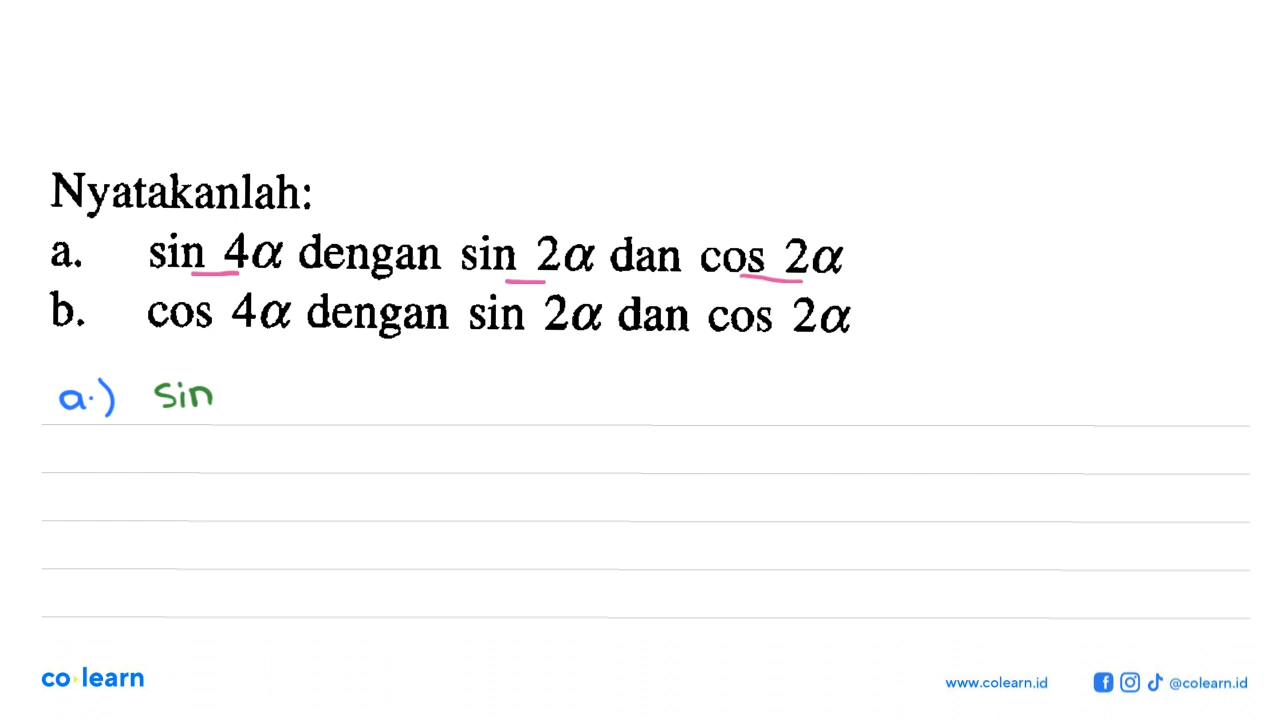 Nyatakanlah:
a. sin 4α dengan sin 2α dan cos 2α
b. cos 4α dengan sin 2α dan cos 2α
a.) sin
co learn
www.colearn.id @colearn.id